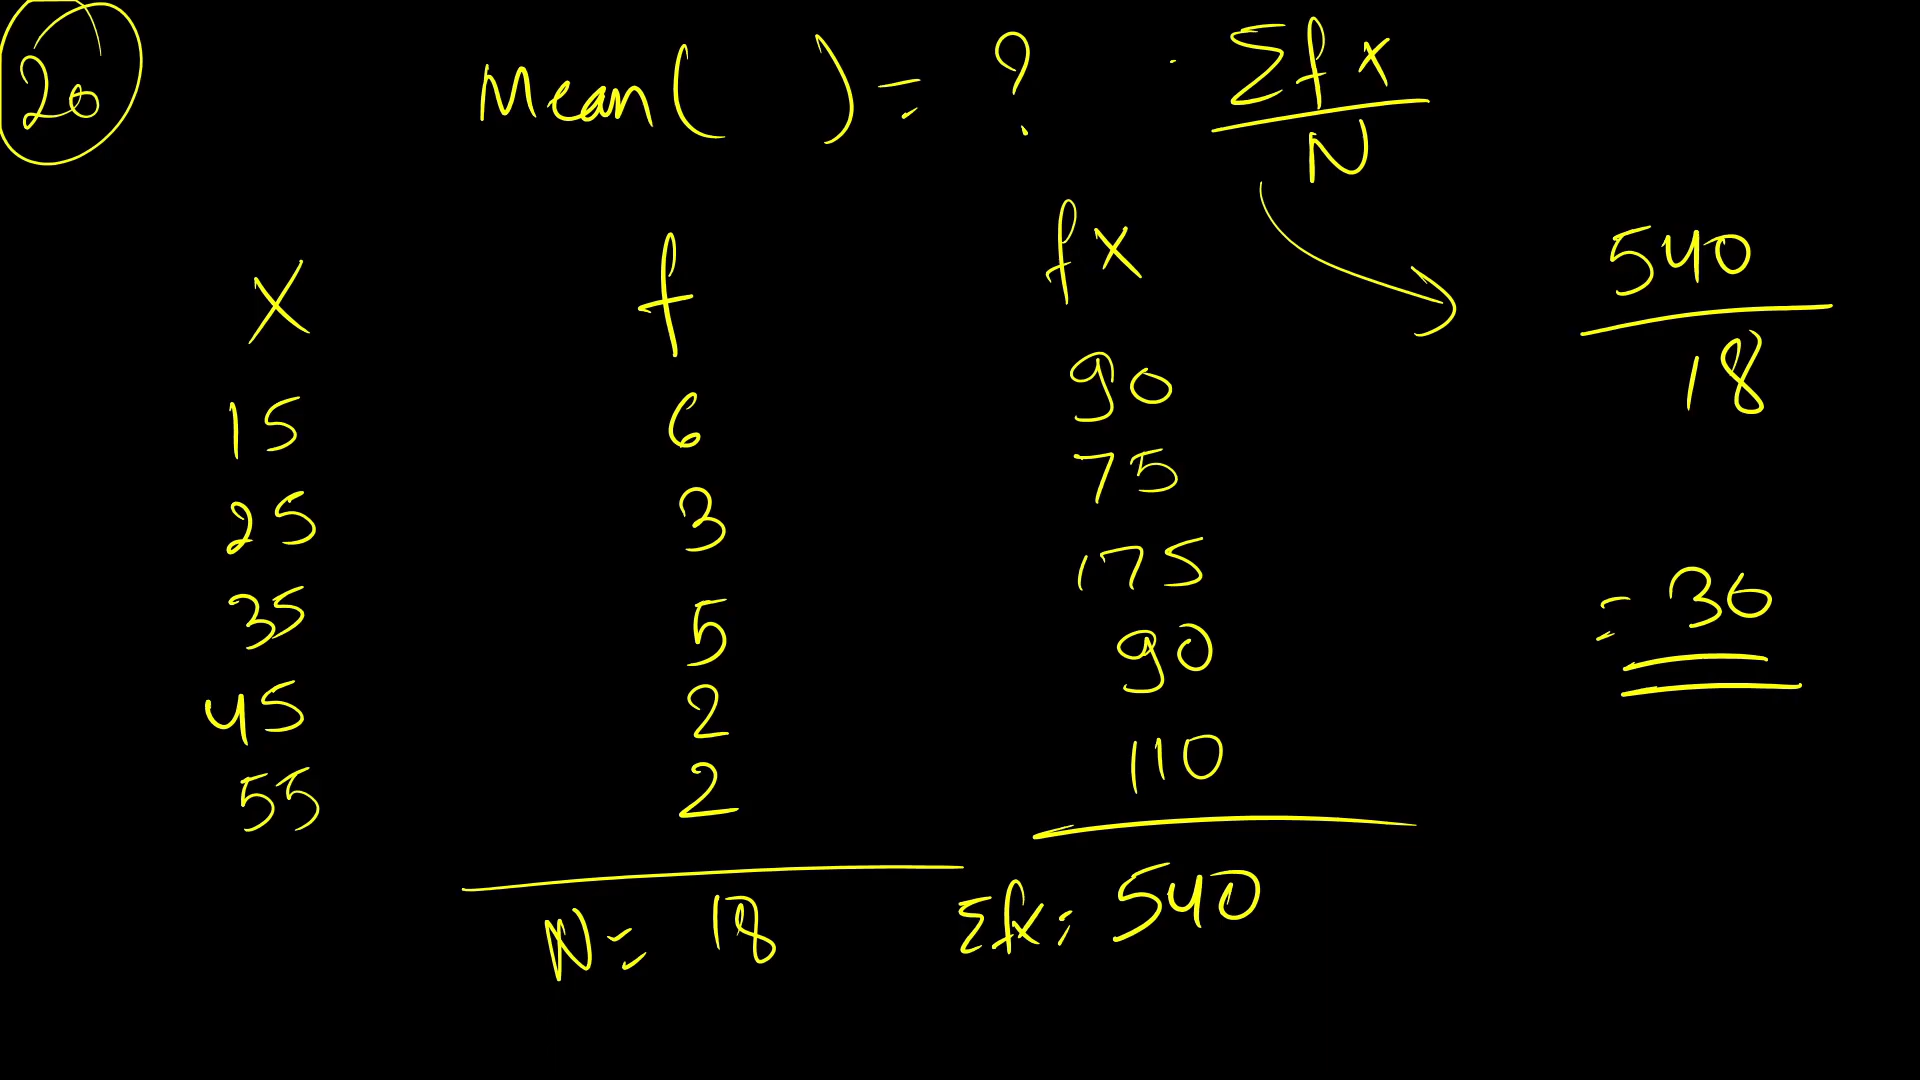 20
Mean( ) = ? Σfx / N
X f fx
540 / 18
15 6 90
25 3 75
35 5 175
= 30
45 2 90
55 2 110
N = 18 Σfx = 540